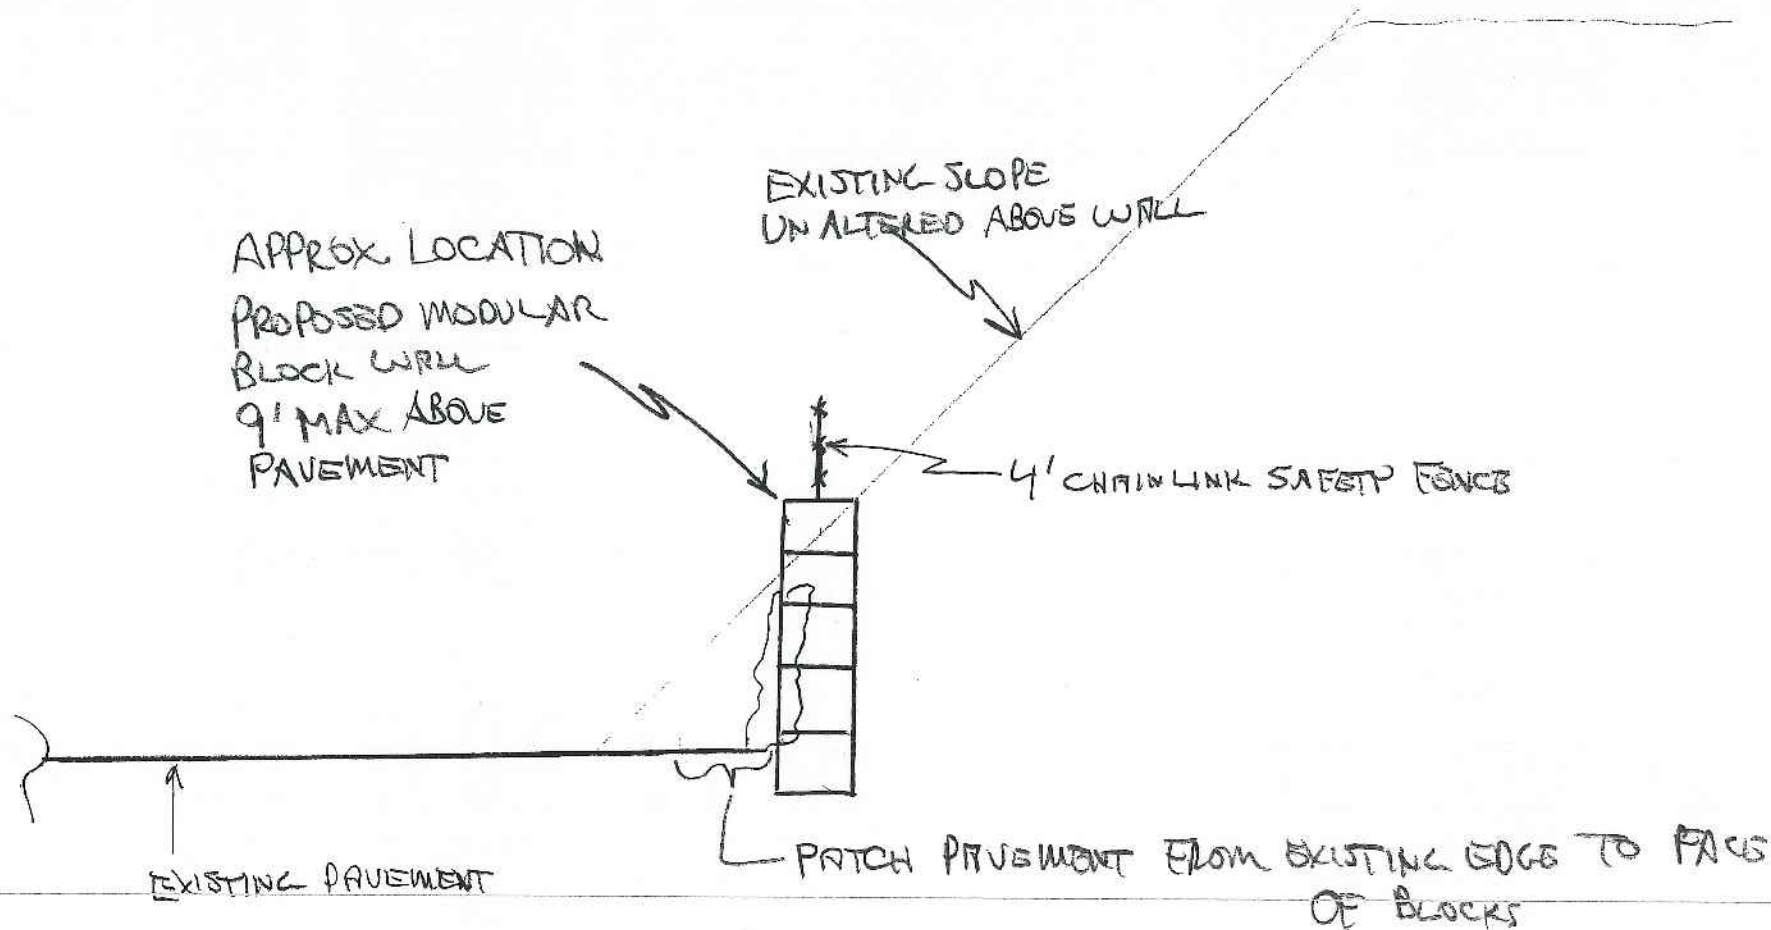 EXISTING SLOPE
UNALTERED ABOVE WALL
APPROX. LOCATION
PROPOSED MODULAR
BLOCK WALL
9' MAX ABOVE
PAVEMENT
4' CHAINLINK SAFETY FENCE
PATCH PAVEMENT FROM EXISTING EDGE TO FACE
OF BLOCKS
EXISTING PAVEMENT